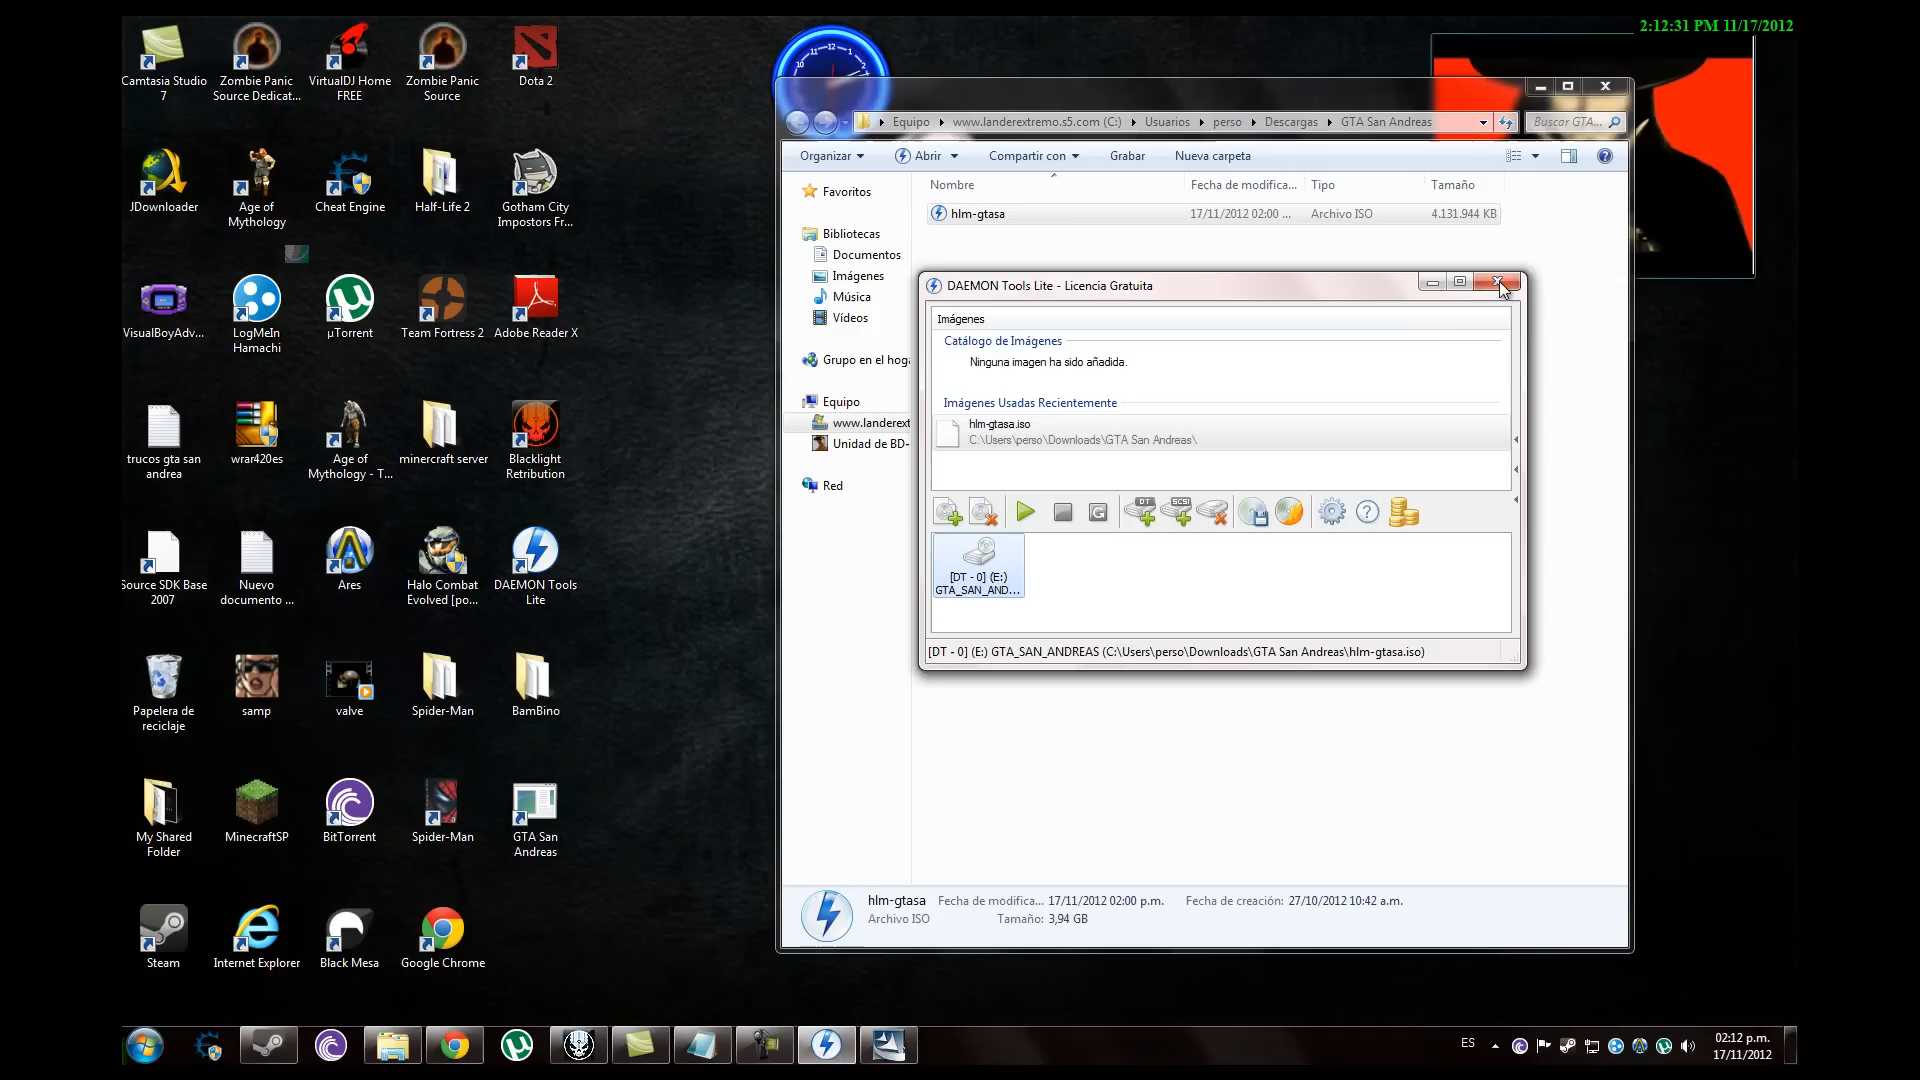 2:12:31 PM 11/17/2012
Camtasia Studio
7
Zombie Panic
Source Dedicat...
VirtualDJ Home
FREE
Zombie Panic
Source
Dota 2
JDownloader
Age of
Mythology
Cheat Engine
Half-Life 2
Gotham City
Impostors Fr...
VisualBoyAdv...
LogMeIn
Hamachi
µTorrent
Team Fortress 2
Adobe Reader X
trucos gta san
andrea
wrar420es
Age of
Mythology - T...
minercraft server
Blacklight
Retribution
Source SDK Base
2007
Nuevo
documento ...
Ares
Halo Combat
Evolved [po...
DAEMON Tools
Lite
Papelera de
reciclaje
samp
valve
Spider-Man
BamBino
My Shared
Folder
MinecraftSP
BitTorrent
Spider-Man
GTA San
Andreas
Steam
Internet Explorer
Black Mesa
Google Chrome
Equipo
www.landerextremo.s5.com (C:)
Usuarios
perso
Descargas
GTA San Andreas
Buscar GTA...
Organizar
Abrir
Compartir con
Grabar
Nueva carpeta
Favoritos
Bibliotecas
Documentos
Imágenes
Música
Vídeos
Grupo en el hoga
Equipo
www.landerext
Unidad de BD-
Red
Nombre
Fecha de modifica...
Tipo
Tamaño
hlm-gtasa
17/11/2012 02:00 ...
Archivo ISO
4.131.944 KB
DAEMON Tools Lite - Licencia Gratuita
Imágenes
Catálogo de Imágenes
Ninguna imagen ha sido añadida.
Imágenes Usadas Recientemente
hlm-gtasa.iso
C:\Users\perso\Downloads\GTA San Andreas\
DT
SCSI
[DT - 0] (E:)
GTA_SAN_AND...
[DT - 0] (E:) GTA_SAN_ANDREAS (C:\Users\perso\Downloads\GTA San Andreas\hlm-gtasa.iso)
hlm-gtasa
Fecha de modifica... 17/11/2012 02:00 p.m.
Fecha de creación: 27/10/2012 10:42 a.m.
Archivo ISO
Tamaño: 3,94 GB
ES
02:12 p.m.
17/11/2012